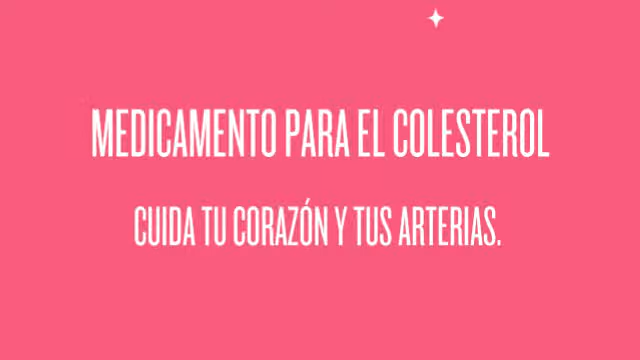 MEDICAMENTO PARA EL COLESTEROL
CUIDA TU CORAZÓN Y TUS ARTERIAS.